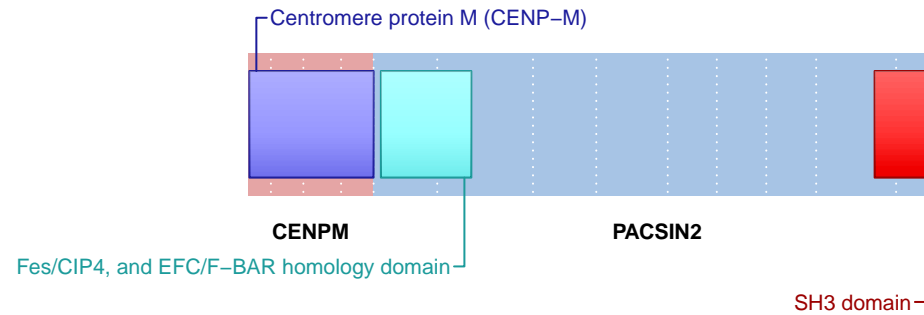 Centromere protein M (CENP−M)
CENPM
PACSIN2
Fes/CIP4, and EFC/F−BAR homology domain
SH3 domain